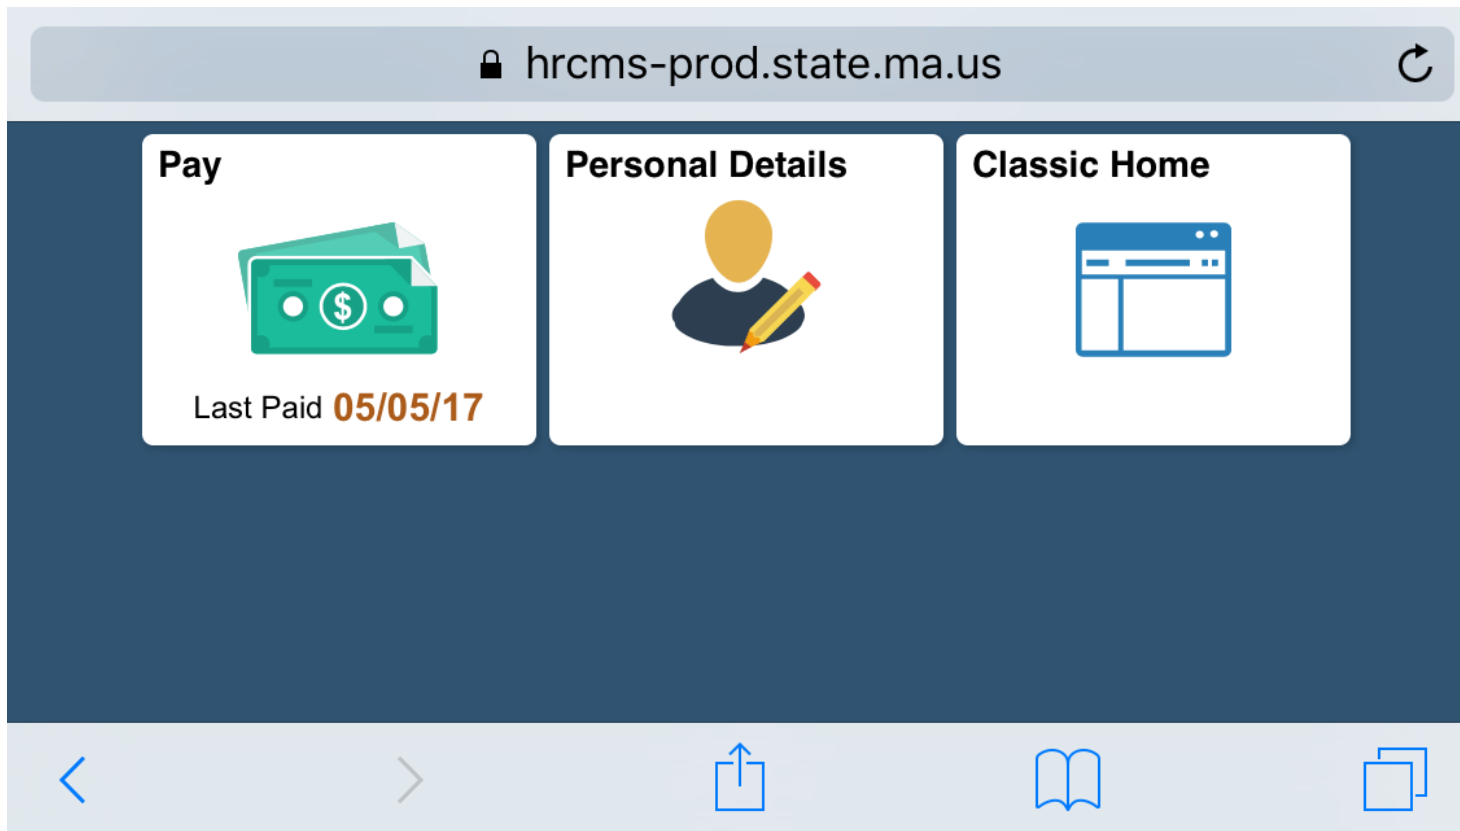 hrcms-prod.state.ma.us
Pay
Personal Details
Classic Home
$
Last Paid 05/05/17